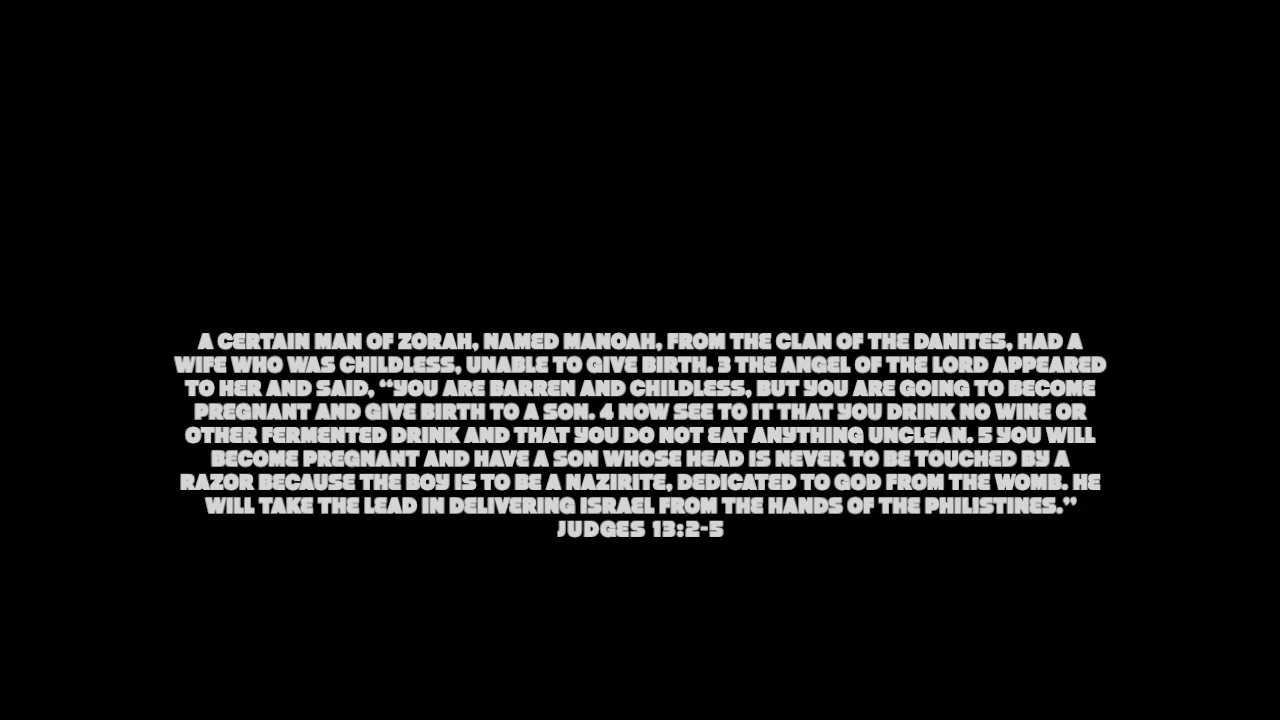 A CERTAIN MAN OF ZORAH, NAMED MANOAH, FROM THE CLAN OF THE DANITES, HAD A
WIFE WHO WAS CHILDLESS, UNABLE TO GIVE BIRTH. 3 THE ANGEL OF THE LORD APPEARED
TO HER AND SAID, “YOU ARE BARREN AND CHILDLESS, BUT YOU ARE GOING TO BECOME
PREGNANT AND GIVE BIRTH TO A SON. 4 NOW SEE TO IT THAT YOU DRINK NO WINE OR
OTHER FERMENTED DRINK AND THAT YOU DO NOT EAT ANYTHING UNCLEAN. 5 YOU WILL
BECOME PREGNANT AND HAVE A SON WHOSE HEAD IS NEVER TO BE TOUCHED BY A
RAZOR BECAUSE THE BOY IS TO BE A NAZIRITE, DEDICATED TO GOD FROM THE WOMB. HE
WILL TAKE THE LEAD IN DELIVERING ISRAEL FROM THE HANDS OF THE PHILISTINES.”
JUDGES 13:2-5